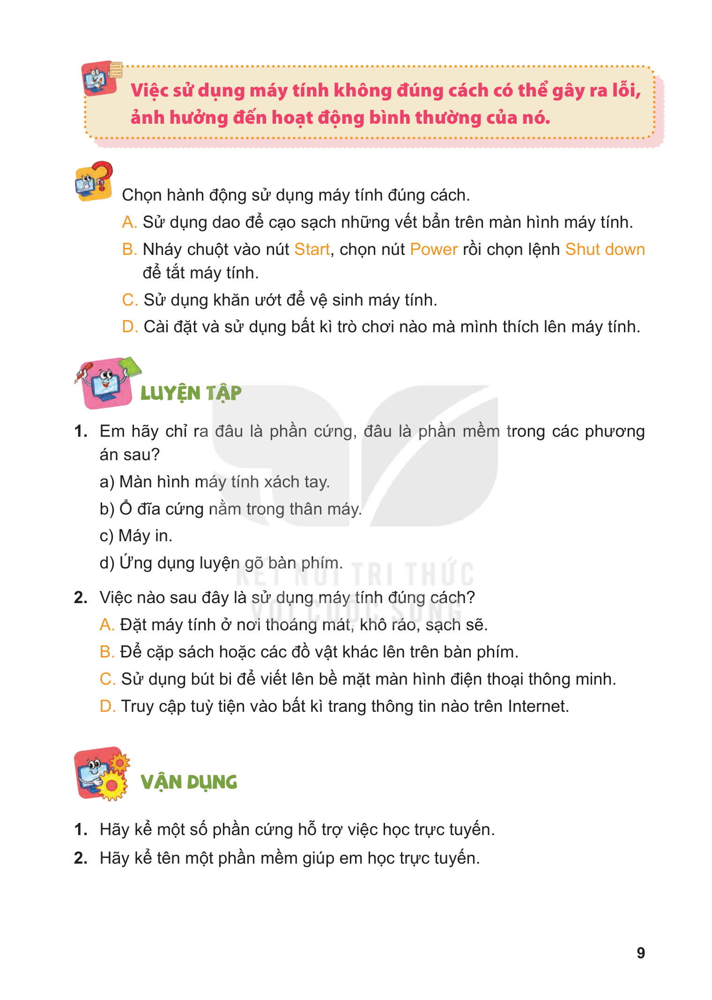 Việc sử dụng máy tính không đúng cách có thể gây ra lỗi,
ảnh hưởng đến hoạt động bình thường của nó.
Chọn hành động sử dụng máy tính đúng cách.
A. Sử dụng dao để cạo sạch những vết bẩn trên màn hình máy tính.
B. Nháy chuột vào nút Start, chọn nút Power rồi chọn lệnh Shut down
để tắt máy tính.
C. Sử dụng khăn ướt để vệ sinh máy tính.
D. Cài đặt và sử dụng bất kì trò chơi nào mà mình thích lên máy tính.
LUYỆN TẬP
1. Em hãy chỉ ra đâu là phần cứng, đâu là phần mềm trong các phương
án sau?
a) Màn hình máy tính xách tay.
b) Ổ đĩa cứng nằm trong thân máy.
c) Máy in.
d) Ứng dụng luyện gõ bàn phím.
KẾT NỐI TRI THỨC
2. Việc nào sau đây là sử dụng máy tính đúng cách?
VỚI CUỘC SỐNG
A. Đặt máy tính ở nơi thoáng mát, khô ráo, sạch sẽ.
B. Để cặp sách hoặc các đồ vật khác lên trên bàn phím.
C. Sử dụng bút bi để viết lên bề mặt màn hình điện thoại thông minh.
D. Truy cập tuỳ tiện vào bất kì trang thông tin nào trên Internet.
VẬN DỤNG
1. Hãy kể một số phần cứng hỗ trợ việc học trực tuyến.
2. Hãy kể tên một phần mềm giúp em học trực tuyến.
9